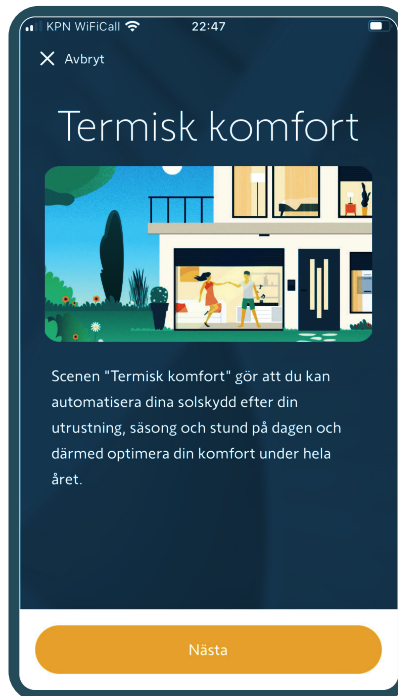 KPN WiFiCall 22:47
Avbryt
Termisk komfort
Scenen "Termisk komfort" gör att du kan
automatisera dina solskydd efter din
utrustning, säsong och stund på dagen och
därmed optimera din komfort under hela
året.
Nästa